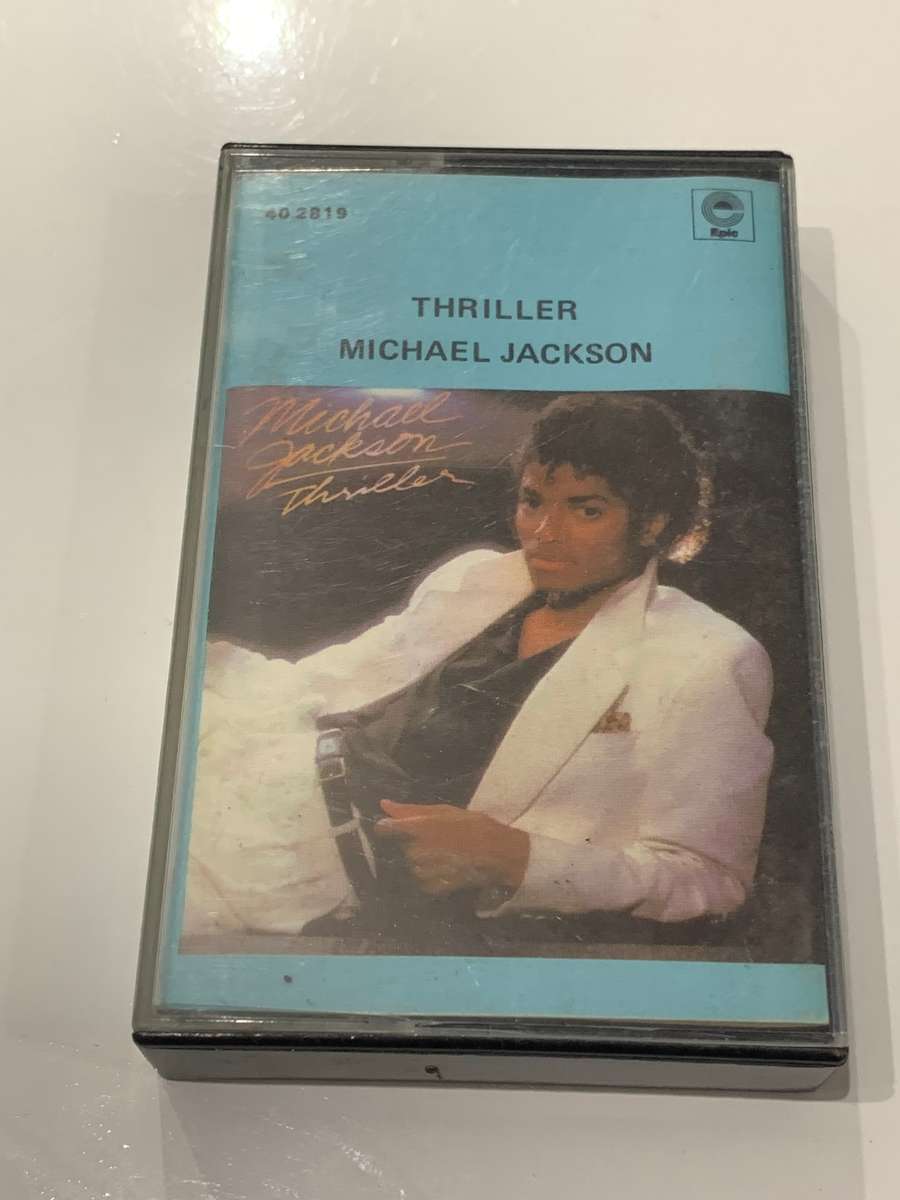 40 2819
Epic
THRILLER
MICHAEL JACKSON
Michael
Jackson
Thriller